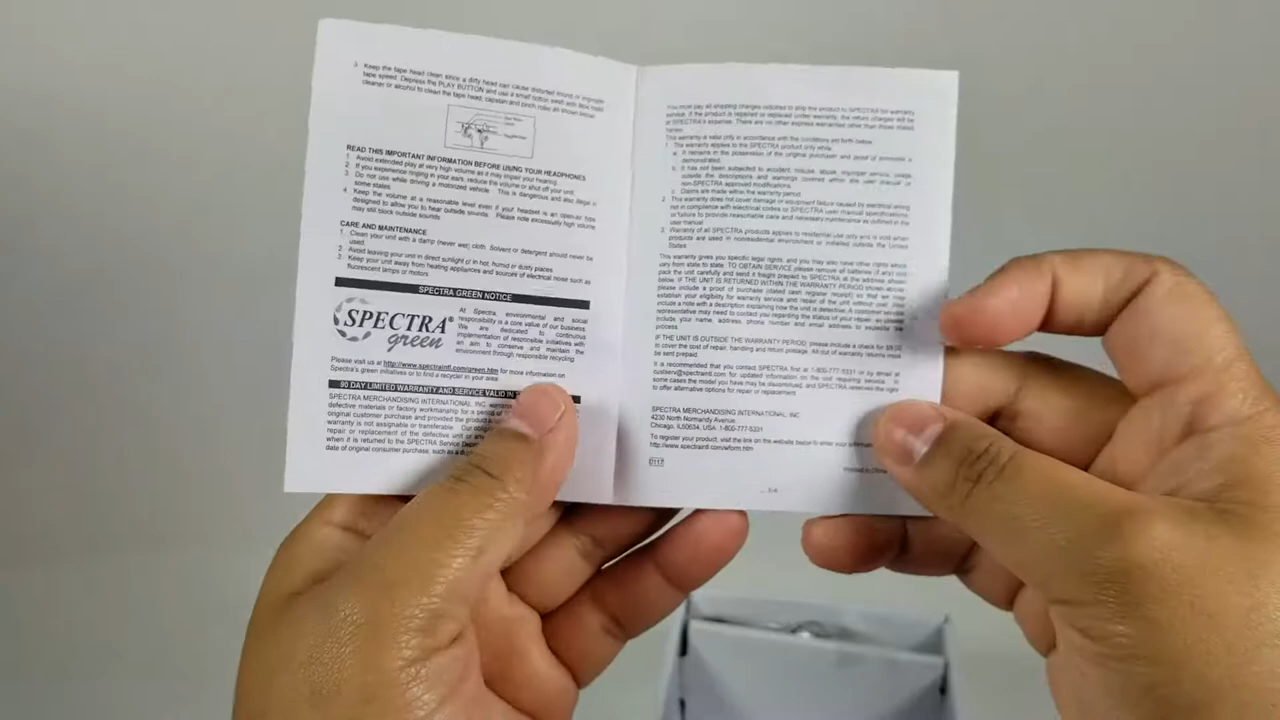 Keep the tape head clean since a dirty head can cause distorted sound or improper
tape speed. Depress the PLAY BUTTON and use a small cotton swab with tape head
cleaner or alcohol to clean the tape head, capstan and pinch roller as shown below:
READ THIS IMPORTANT INFORMATION BEFORE USING YOUR HEADPHONES
1. Avoid extended play at very high volume as it may impair your hearing.
2. If you experience ringing in your ears, reduce the volume or shut off your unit.
3. Do not use while driving a motorized vehicle. This is dangerous and also illegal in
some states.
4. Keep the volume at a reasonable level even if your headset is an open-air type
designed to allow you to hear outside sounds. Please note excessively high volume
may still block outside sounds.
CARE AND MAINTENANCE
1. Clean your unit with a damp (never wet) cloth. Solvent or detergent should never be
used.
2. Avoid leaving your unit in direct sunlight or in hot, humid or dusty places.
3. Keep your unit away from heating appliances and sources of electrical noise such as
fluorescent lamps or motors.
SPECTRA GREEN NOTICE
SPECTRA®
green
At Spectra, environmental and social
responsibility is a core value of our business
We are dedicated to continuous
implementation of responsible initiatives with
an aim to conserve and maintain the
environment through responsible recycling.
Please visit us at http://www.spectraintl.com/green.htm for more information on
Spectra's green initiatives or to find a recycler in your area.
90 DAY LIMITED WARRANTY AND SERVICE VALID IN
SPECTRA MERCHANDISING INTERNATIONAL, INC.
defective materials or factory workmanship for a period of
original customer purchase and provided the product
warranty is not assignable or transferable. Our
repair or replacement of the defective unit or any
when it is returned to the SPECTRA Service
date of original consumer purchase, such as a
You must pay all shipping charges required to ship the product to SPECTRA for warranty
service. If the product is repaired or replaced under warranty, the return charges will be
at SPECTRA's expense. There are no other express warranties other than those stated
herein.
This warranty is valid only in accordance with the conditions set forth below:
1. The warranty applies to the SPECTRA product only while:
a. It remains in the possession of the original purchaser and proof of purchase is
demonstrated.
b. It has not been subjected to accident, misuse, abuse, improper service, usage
outside the descriptions and warnings covered within the user manual or
non-SPECTRA approved modifications.
c. Claims are made within the warranty period.
2. This warranty does not cover damage or equipment failure caused by electrical wiring
not in compliance with electrical codes or SPECTRA user manual specifications,
or failure to provide reasonable care and necessary maintenance as outlined in the
user manual.
3. Warranty of all SPECTRA products applies to residential use only and is void when
products are used in nonresidential environment or installed outside the United
States.
This warranty gives you specific legal rights, and you may also have other rights which
vary from state to state. TO OBTAIN SERVICE please remove all batteries (if any) and
pack the unit carefully and send it freight prepaid to SPECTRA at the address shown
below. IF THE UNIT IS RETURNED WITHIN THE WARRANTY PERIOD shown above,
please include a proof of purchase (dated cash register receipt) so that we may
establish your eligibility for warranty service and repair of the unit without cost. Also
include a note with a description explaining how the unit is defective. A customer service
representative may need to contact you regarding the status of your repair, so please
include your name, address, phone number and email address to expedite the
process.
IF THE UNIT IS OUTSIDE THE WARRANTY PERIOD, please include a check for
to cover the cost of repair, handling and return postage. All out of warranty returns must
be sent prepaid.
It is recommended that you contact SPECTRA first at 1-800-777-5331 or by email at
custserv@spectraintl.com for updated information on the unit requiring service. In
some cases the model you have may be discontinued, and SPECTRA reserves the right
to offer alternative options for repair or replacement.
SPECTRA MERCHANDISING INTERNATIONAL, INC.
4230 North Normandy Avenue,
Chicago, IL60634, USA. 1-800-777-5331
To register your product, visit the link on the website below to enter your
http://www.spectraintl.com/wform.htm
0117
Printed in China